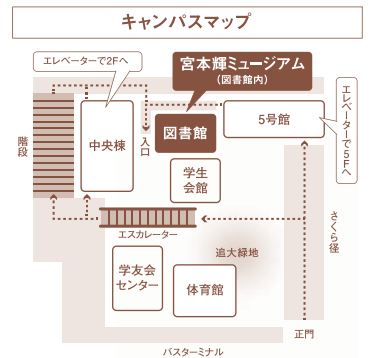 キャンパスマップ
エレベーターで2Fへ
宮本輝ミュージアム
(図書館内)
エレベーターで5Fへ
階段
中央棟
入口
図書館
5号館
学生
会館
さくら径
エスカレーター
追大緑地
学友会
センター
体育館
正門
バスターミナル